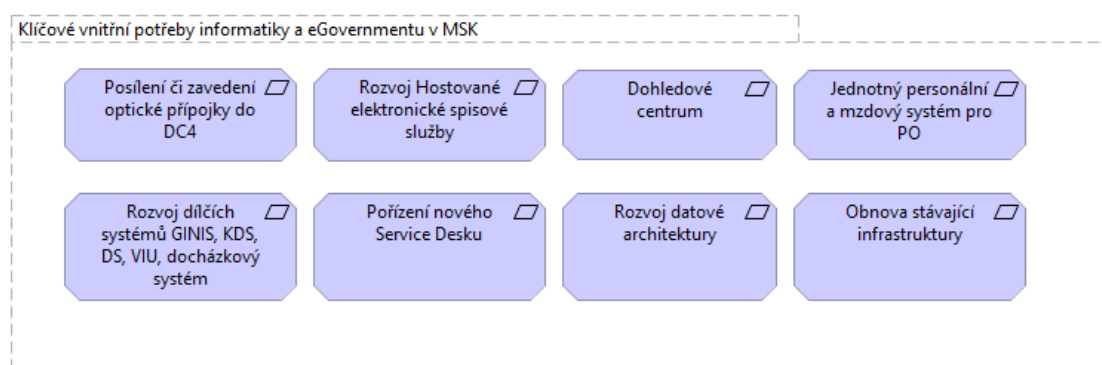 Klíčové vnitřní potřeby informatiky a eGovernmentu v MSK
Posílení či zavedení
optické přípojky do
DC4
Rozvoj Hostované
elektronické spisové
služby
Dohledové
centrum
Jednotný personální
a mzdový systém pro
PO
Rozvoj dílčích
systémů GINIS, KDS,
DS, VIU, docházkový
systém
Pořízení nového
Service Desku
Rozvoj datové
architektury
Obnova stávající
infrastruktury